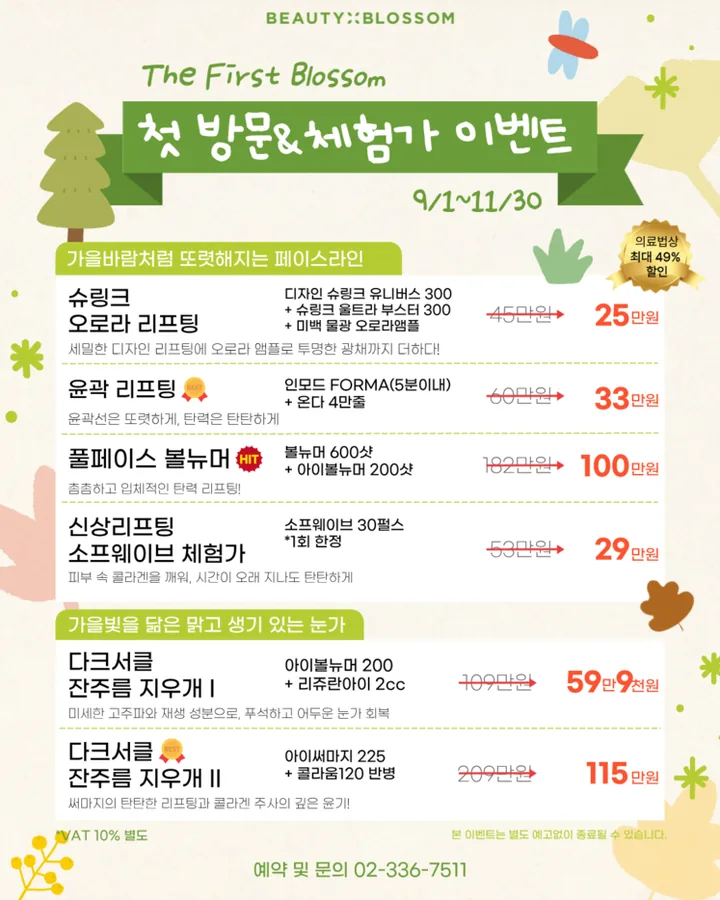 BEAUTY BLOSSOM
The First Blossom
첫 방문&체험가 이벤트
9/1~11/30
의료법상
최대 49%
할인
가을바람처럼 또렷해지는 페이스라인
슈링크
오로라 리프팅
디자인 슈링크 유니버스 300
+ 슈링크 울트라 부스터 300
+ 미백 물광 오로라앰플
45만원
25만원
세밀한 디자인 리프팅에 오로라 앰플로 투명한 광채까지 더하다!
윤곽 리프팅
BEST
인모드 FORMA(5분이내)
+ 온다 4만줄
60만원
33만원
윤곽선은 또렷하게, 탄력은 탄탄하게
풀페이스 볼뉴머
HIT
볼뉴머 600샷
+ 아이볼뉴머 200샷
182만원
100만원
촘촘하고 입체적인 탄력 리프팅!
신상리프팅
소프웨이브 체험가
소프웨이브 30펄스
*1회 한정
53만원
29만원
피부 속 콜라겐을 깨워, 시간이 오래 지나도 탄탄하게
가을빛을 닮은 맑고 생기 있는 눈가
다크서클
잔주름 지우개 I
아이볼뉴머 200
+ 리쥬란아이 2cc
109만원
59만9천원
미세한 고주파와 재생 성분으로, 푸석하고 어두운 눈가 회복
다크서클
BEST
잔주름 지우개 II
아이써마지 225
+ 콜라움120 반병
209만원
115만원
써마지의 탄탄한 리프팅과 콜라겐 주사의 깊은 윤기!
*VAT 10% 별도
본 이벤트는 별도 예고없이 종료될 수 있습니다.
예약 및 문의 02-336-7511